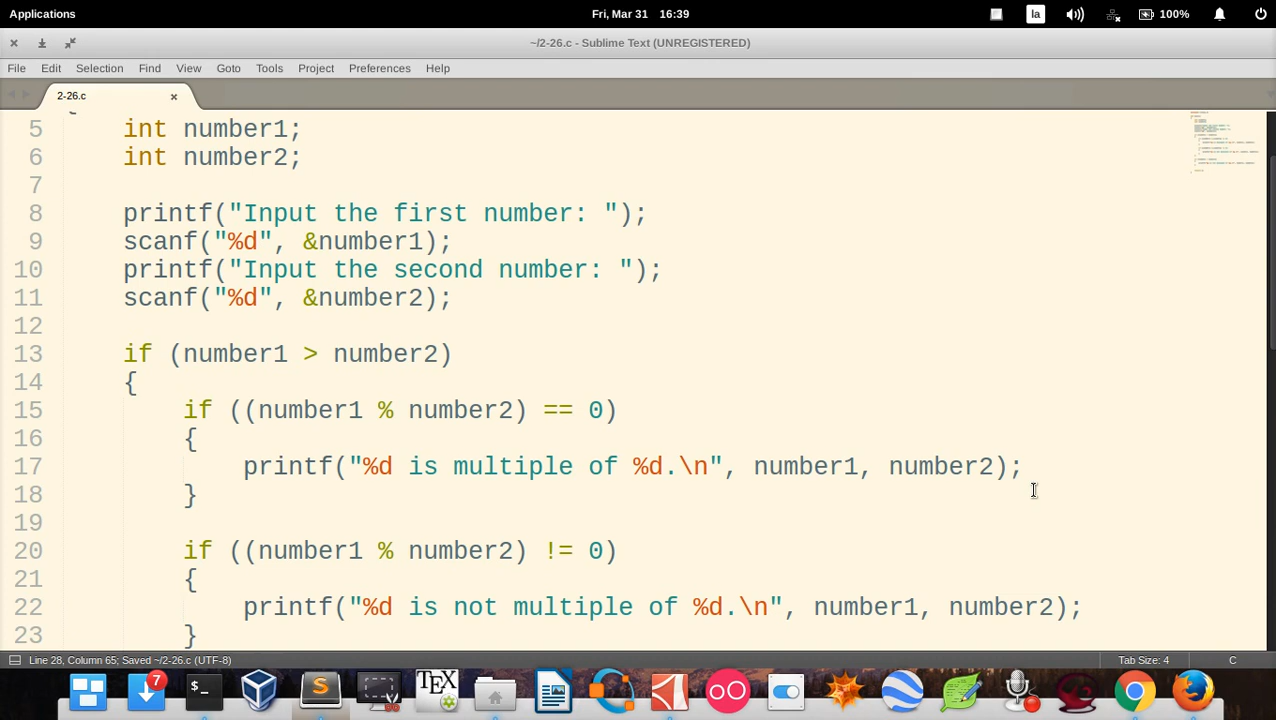 Applications
Fri, Mar 31 16:39
la
100%
~/2-26.c - Sublime Text (UNREGISTERED)
File Edit Selection Find View Goto Tools Project Preferences Help
2-26.c
5 int number1;
6 int number2;
7
8 printf("Input the first number: ");
9 scanf("%d", &number1);
10 printf("Input the second number: ");
11 scanf("%d", &number2);
12
13 if (number1 > number2)
14 {
15 if ((number1 % number2) == 0)
16 {
17 printf("%d is multiple of %d.\n", number1, number2);
18 }
19
20 if ((number1 % number2) != 0)
21 {
22 printf("%d is not multiple of %d.\n", number1, number2);
23 }
Line 28, Column 65; Saved ~/2-26.c (UTF-8)
Tab Size: 4
C
7
>_
S
TEX